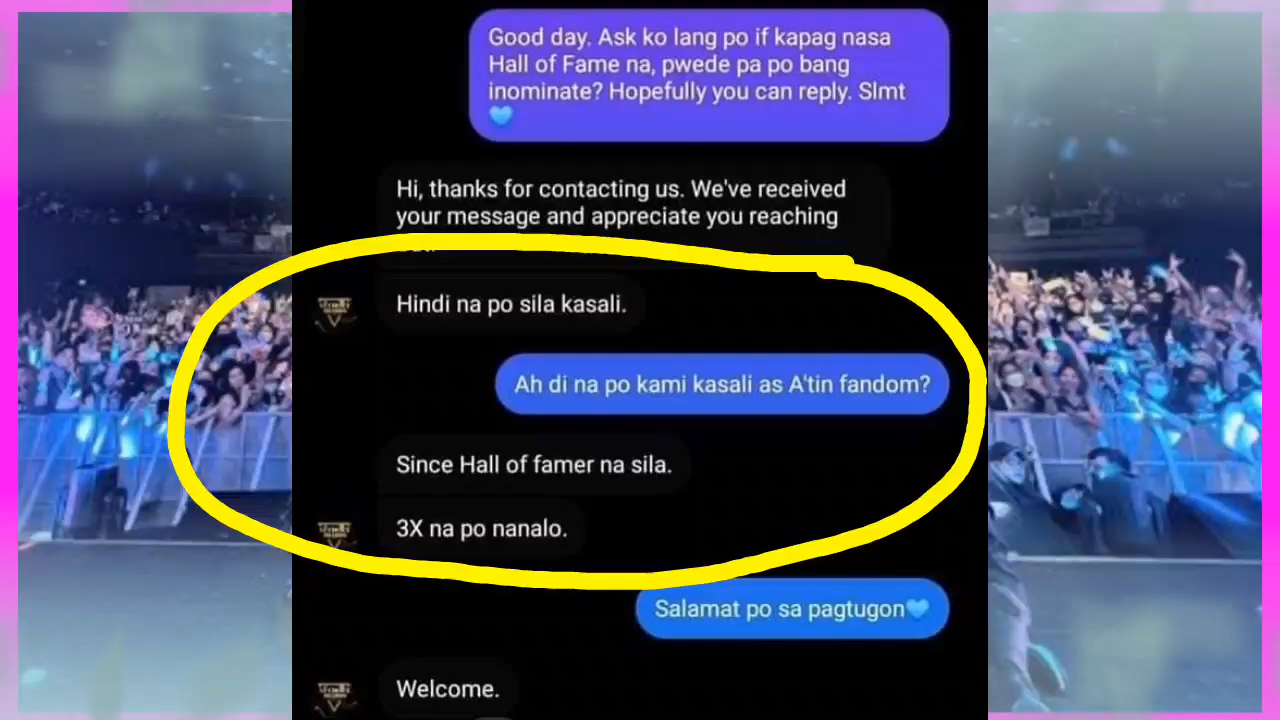 Good day. Ask ko lang po if kapag nasa
Hall of Fame na, pwede pa po bang
inominate? Hopefully you can reply. Slmt
💙
Hi, thanks for contacting us. We've received
your message and appreciate you reaching
Hindi na po sila kasali.
Ah di na po kami kasali as A'tin fandom?
Since Hall of famer na sila.
3X na po nanalo.
Salamat po sa pagtugon💙
Welcome.